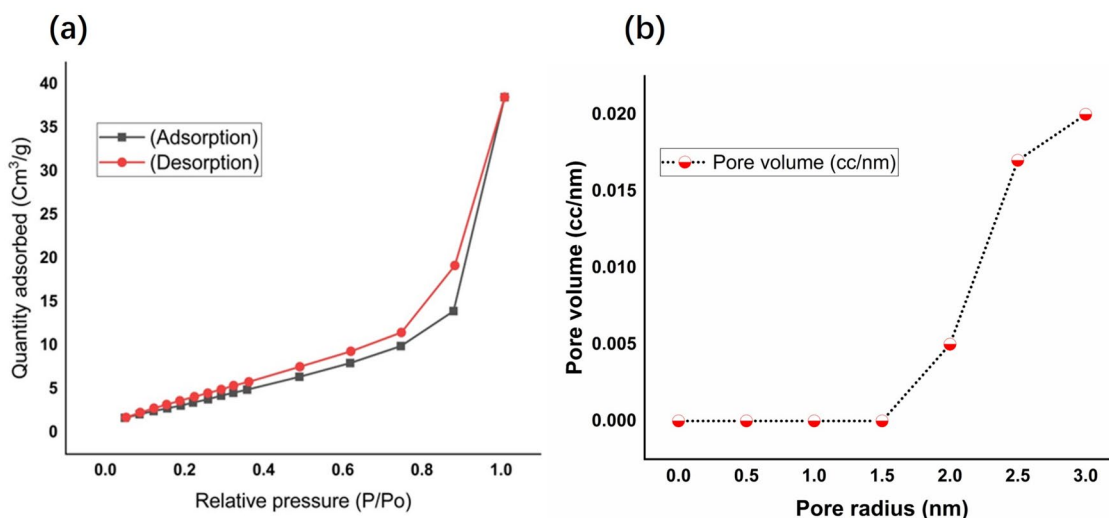 (a)
40
35
30
25
20
15
10
5
0
Quantity adsorbed (Cm³/g)
(Adsorption)
(Desorption)
0.0 0.2 0.4 0.6 0.8 1.0
Relative pressure (P/Po)
(b)
0.020
0.015
0.010
0.005
0.000
Pore volume (cc/nm)
Pore volume (cc/nm)
0.0 0.5 1.0 1.5 2.0 2.5 3.0
Pore radius (nm)